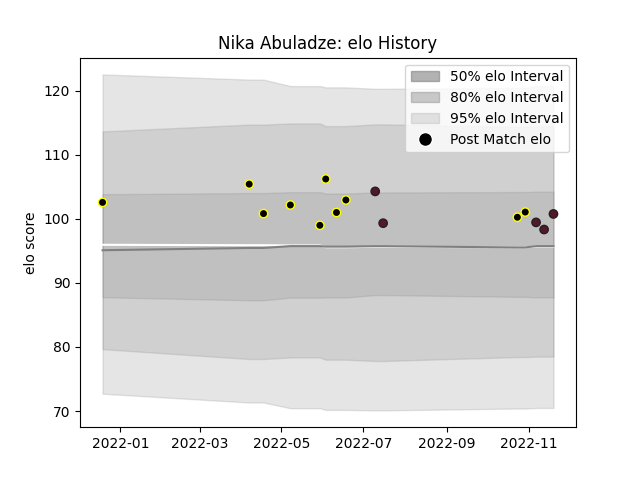 Nika Abuladze: elo History
50% elo Interval
80% elo Interval
95% elo Interval
Post Match elo
elo score
120
110
100
90
80
70
2022-01 2022-03 2022-05 2022-07 2022-09 2022-11